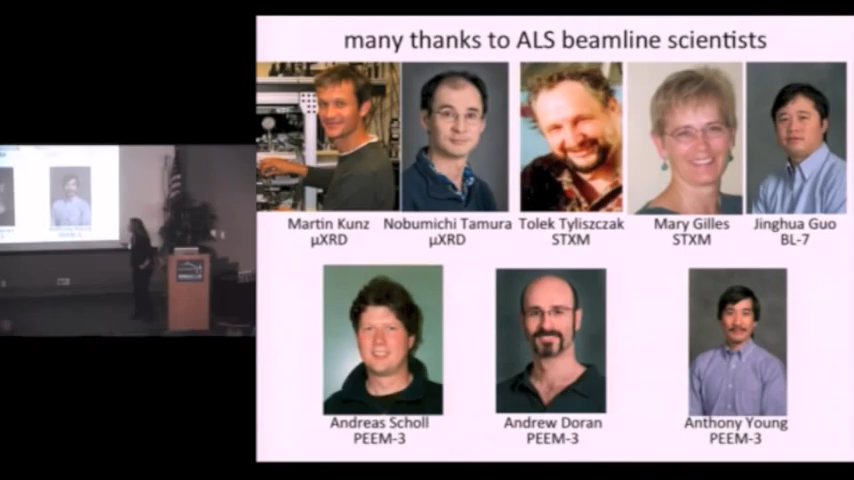 many thanks to ALS beamline scientists
Martin Kunz
µXRD
Nobumichi Tamura
µXRD
Tolek Tyliszczak
STXM
Mary Gilles
STXM
Jinghua Guo
BL-7
Andreas Scholl
PEEM-3
Andrew Doran
PEEM-3
Anthony Young
PEEM-3